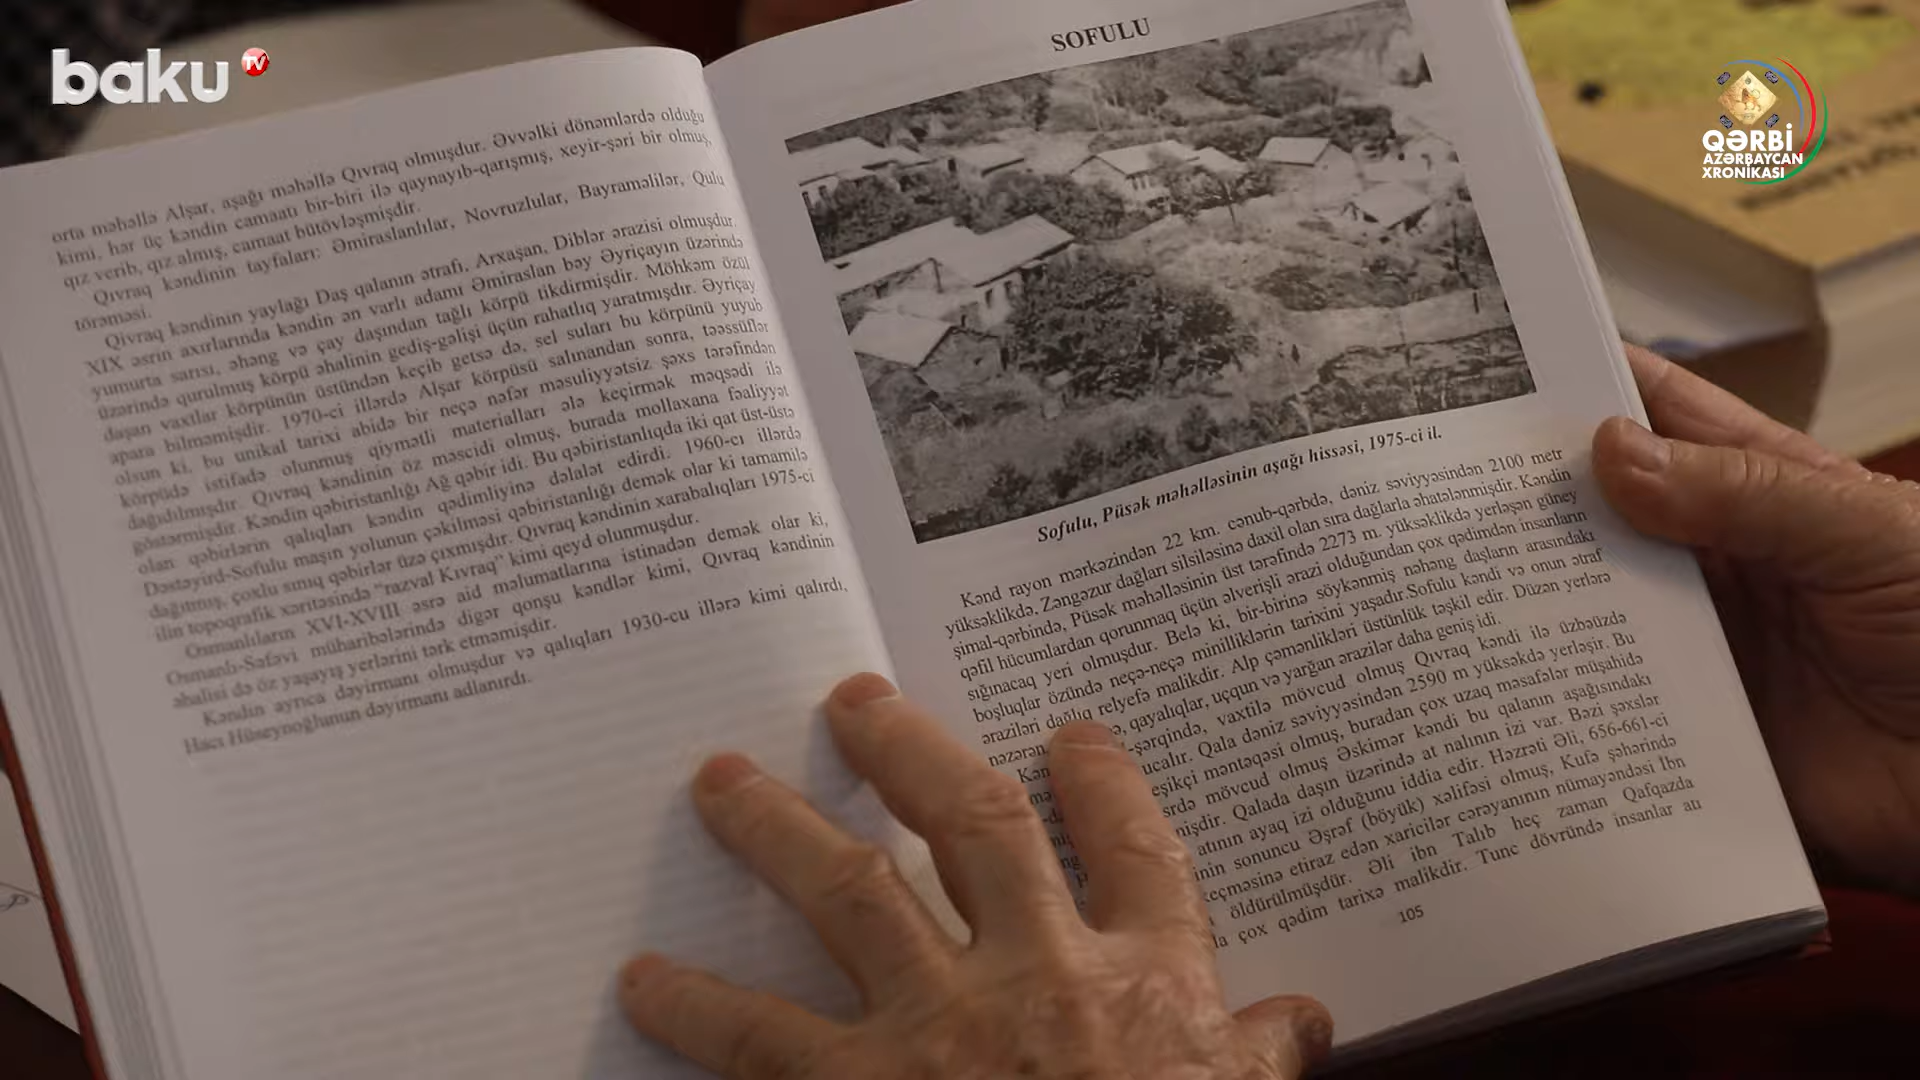 baku TV
QƏRBİ
AZƏRBAYCAN
XRONİKASI
orta məhəllə Alşar, aşağı məhəllə Qıvraq olmuşdur. Əvvəlki dönəmlərdə olduğu
kimi, hər üç kəndin camaatı bir-biri ilə qaynayıb-qarışmış, xeyir-şəri bir olmuş,
qız verib, qız almış, camaat bütövləşmişdir.
Qıvraq kəndinin tayfaları: Əmiraslanlılar, Novruzlular, Bayraməlilər, Qulu
törəməsi.
Qivraq kəndinin yaylağı Daş qalanın ətrafı, Arxaşan, Diblər ərazisi olmuşdur.
XIX əsrin axırlarında kəndin ən varlı adamı Əmiraslan bəy Əyriçayın üzərində
yumurta sarısı, əhəng və çay daşından tağlı körpü tikdirmişdir. Möhkəm özül
üzərində qurulmuş körpü əhalinin gediş-gəlişi üçün rahatlıq yaratmışdır. Əyriçay
daşan vaxtlar körpünün üstündən keçib getsə də, sel suları bu körpünü yuyub
apara bilməmişdir. 1970-ci illərdə Alşar körpüsü salınandan sonra, təəssüflər
olsun ki, bu unikal tarixi abidə bir neçə nəfər məsuliyyətsiz şəxs tərəfindən
körpüdə istifadə olunmuş qiymətli materialları ələ keçirmək məqsədi ilə
dağıdılmışdır. Qıvraq kəndinin öz məscidi olmuş, burada mollaxana fəaliyyət
göstərmişdir. Kəndin qəbiristanlığı Ağ qəbir idi. Bu qəbiristanlıqda iki qat üst-üstə
olan qəbirlərin qalıqları kəndin qədimliyinə dəlalət edirdi. 1960-cı illərdə
Dəstəyird-Sofulu maşın yolunun çəkilməsi qəbiristanlığı demək olar ki tamamilə
dağıtmış, çoxlu sınıq qəbirlər üzə çıxmışdır. Qıvraq kəndinin xarabalıqları 1975-ci
ilin topoqrafik xəritəsində "razval Kıvraq" kimi qeyd olunmuşdur.
Osmanlıların XVI-XVIII əsrə aid məlumatlarına istinadən demək olar ki,
Osmanlı-Səfəvi müharibələrində digər qonşu kəndlər kimi, Qıvraq kəndinin
əhalisi də öz yaşayış yerlərini tərk etməmişdir.
Kəndin ayrıca dəyirmanı olmuşdur və qalıqları 1930-cu illərə kimi qalırdı,
Hacı Hüseynoğlunun dəyirmanı adlanırdı.
SOFULU
Sofulu, Püsək məhəlləsinin aşağı hissəsi, 1975-ci il.
Kənd rayon mərkəzindən 22 km. cənub-qərbdə, dəniz səviyyəsindən 2100 metr
yüksəklikdə, Zəngəzur dağları silsiləsinə daxil olan sıra dağlarla əhatələnmişdir. Kəndin
şimal-qərbində, Püsək məhəlləsinin üst tərəfində 2273 m. yüksəklikdə yerləşən güney
qəfil hücumlardan qorunmaq üçün əlverişli ərazi olduğundan çox qədimdən insanların
sığınacaq yeri olmuşdur. Belə ki, bir-birinə söykənmiş nəhəng daşların arasındakı
boşluqlar özündə neçə-neçə minilliklərin tarixini yaşadır.Sofulu kəndi və onun ətraf
əraziləri dağlıq relyefə malikdir. Alp çəmənlikləri üstünlük təşkil edir. Düzən yerlərə
nəzərən, qayalıqlar, uçqun və yarğan ərazilər daha geniş idi.
Kən -şərqində, vaxtilə mövcud olmuş Qıvraq kəndi ilə üzbəüzdə
ucalır. Qala dəniz səviyyəsindən 2590 m yüksəkdə yerləşir. Bu
eşikçi məntəqəsi olmuş, buradan çox uzaq məsafələr müşahidə
srdə mövcud olmuş Əskimər kəndi bu qalanın aşağısındakı
nişdir. Qalada daşın üzərində at nalının izi var. Bəzi şəxslər
atının ayaq izi olduğunu iddia edir. Həzrəti Əli, 656-661-ci
inin sonuncu Əşrəf (böyük) xəlifəsi olmuş, Kufə şəhərində
keçməsinə etiraz edən xaricilər cərəyanının nümayəndəsi Ibn
öldürülmüşdür. Əli ibn Talıb heç zaman Qafqazda
la çox qədim tarixə malikdir. Tunc dövründə insanlar au
105